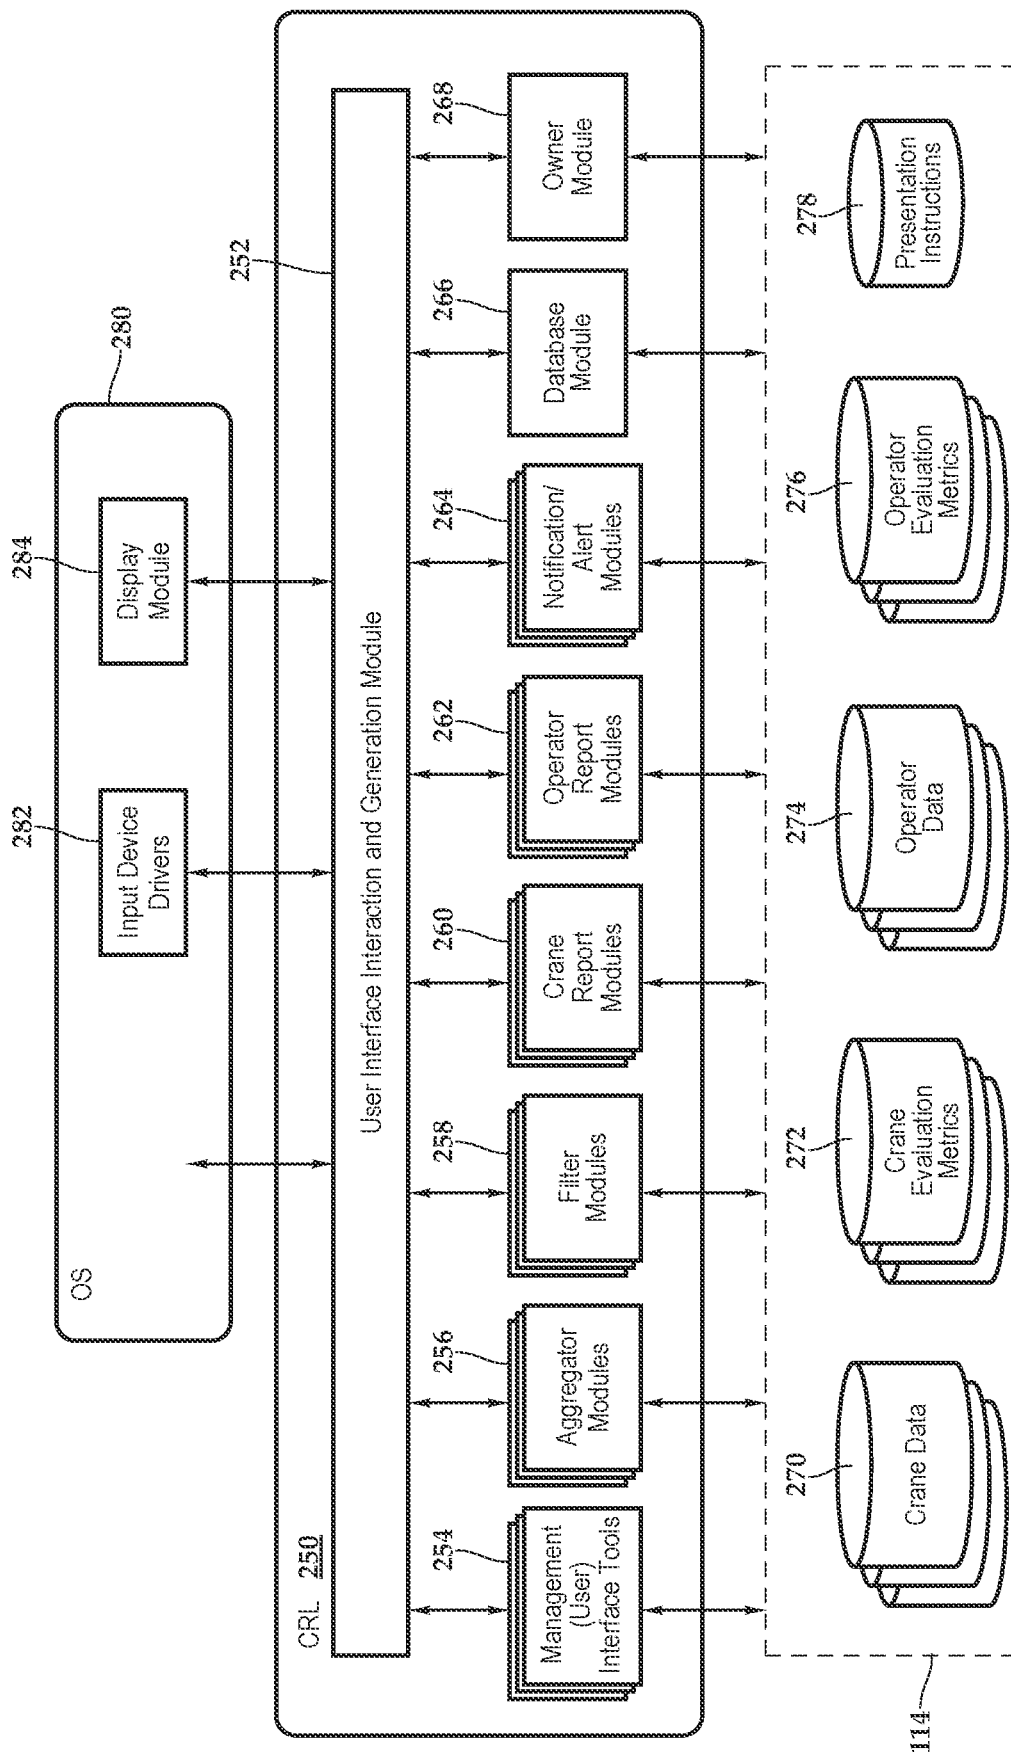 280
OS
282
Input Device
Drivers
284
Display
Module
CRL 250
252
User Interface Interaction and Generation Module
254
Management
(User)
Interface Tools
256
Aggregator
Modules
258
Filter
Modules
260
Crane
Report
Modules
262
Operator
Report
Modules
264
Notification/
Alert
Modules
266
Database
Module
268
Owner
Module
114
270
Crane Data
272
Crane
Evaluation
Metrics
274
Operator
Data
276
Operator
Evaluation
Metrics
278
Presentation
Instructions